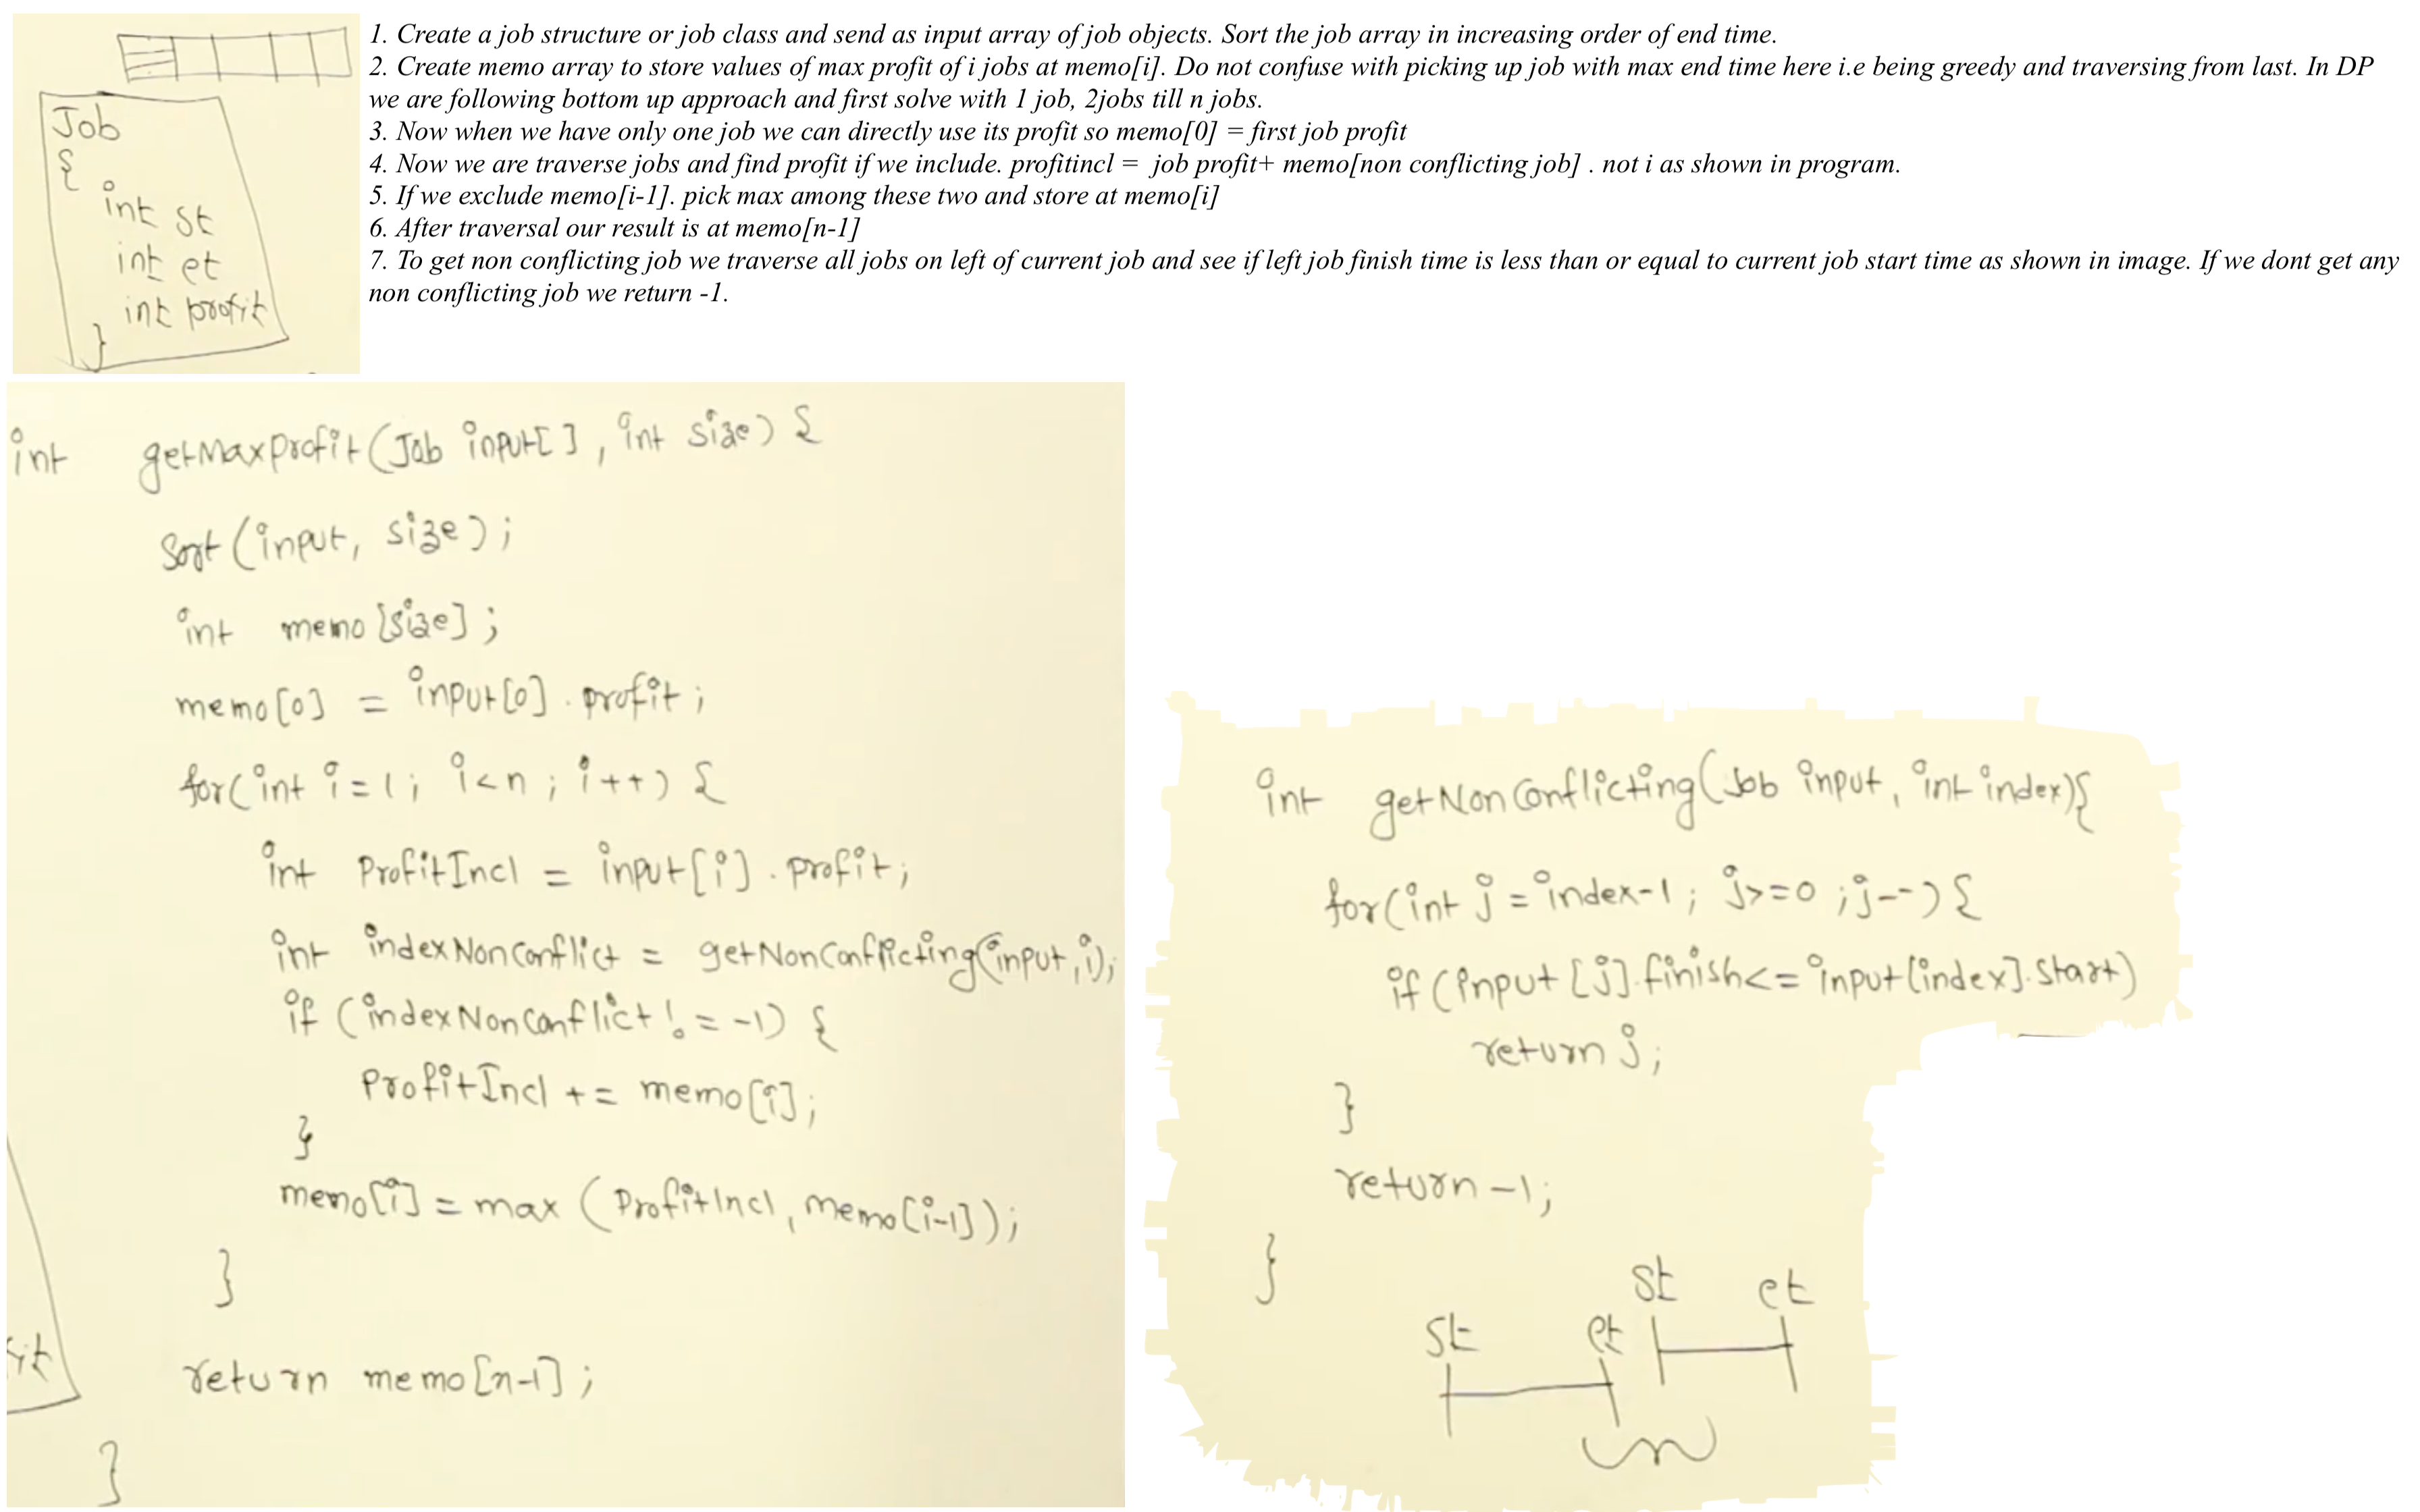 1. Create a job structure or job class and send as input array of job objects. Sort the job array in increasing order of end time.
2. Create memo array to store values of max profit of i jobs at memo[i]. Do not confuse with picking up job with max end time here i.e being greedy and traversing from last. In DP
we are following bottom up approach and first solve with 1 job, 2jobs till n jobs.
3. Now when we have only one job we can directly use its profit so memo[0] = first job profit
4. Now we are traverse jobs and find profit if we include. profitincl =  job profit+ memo[non conflicting job] . not i as shown in program.
5. If we exclude memo[i-1]. pick max among these two and store at memo[i]
6. After traversal our result is at memo[n-1]
7. To get non conflicting job we traverse all jobs on left of current job and see if left job finish time is less than or equal to current job start time as shown in image. If we dont get any
non conflicting job we return -1.
Job
{
int st
int et
int profit
}
int getMaxProfit(Job input[], int size) {
Sort(input, size);
int memo[size];
memo[0] = input[0].profit;
for(int i=1; i<n; i++) {
int ProfitIncl = input[i].profit;
int indexNonConflict = getNonConflicting(input,i);
if (indexNonConflict != -1) {
ProfitIncl += memo[i];
}
memo[i] = max (ProfitIncl, memo[i-1]);
}
return memo[n-1];
}
int getNonConflicting(Job input, int index){
for(int j = index-1; j>=0 ;j--) {
if (input[j].finish<= input[index].start)
return j;
}
return -1;
}
st et st et